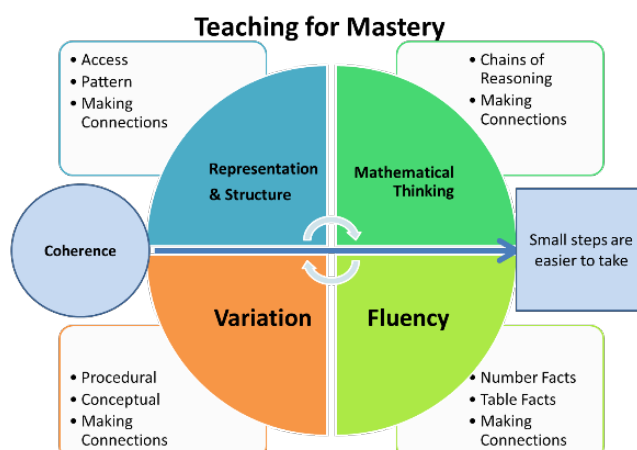 Teaching for Mastery
• Access
• Pattern
• Making
Connections
• Chains of
Reasoning
• Making
Connections
Representation
& Structure
Mathematical
Thinking
Coherence
Small steps are
easier to take
Variation
Fluency
• Procedural
• Conceptual
• Making
Connections
• Number Facts
• Table Facts
• Making
Connections